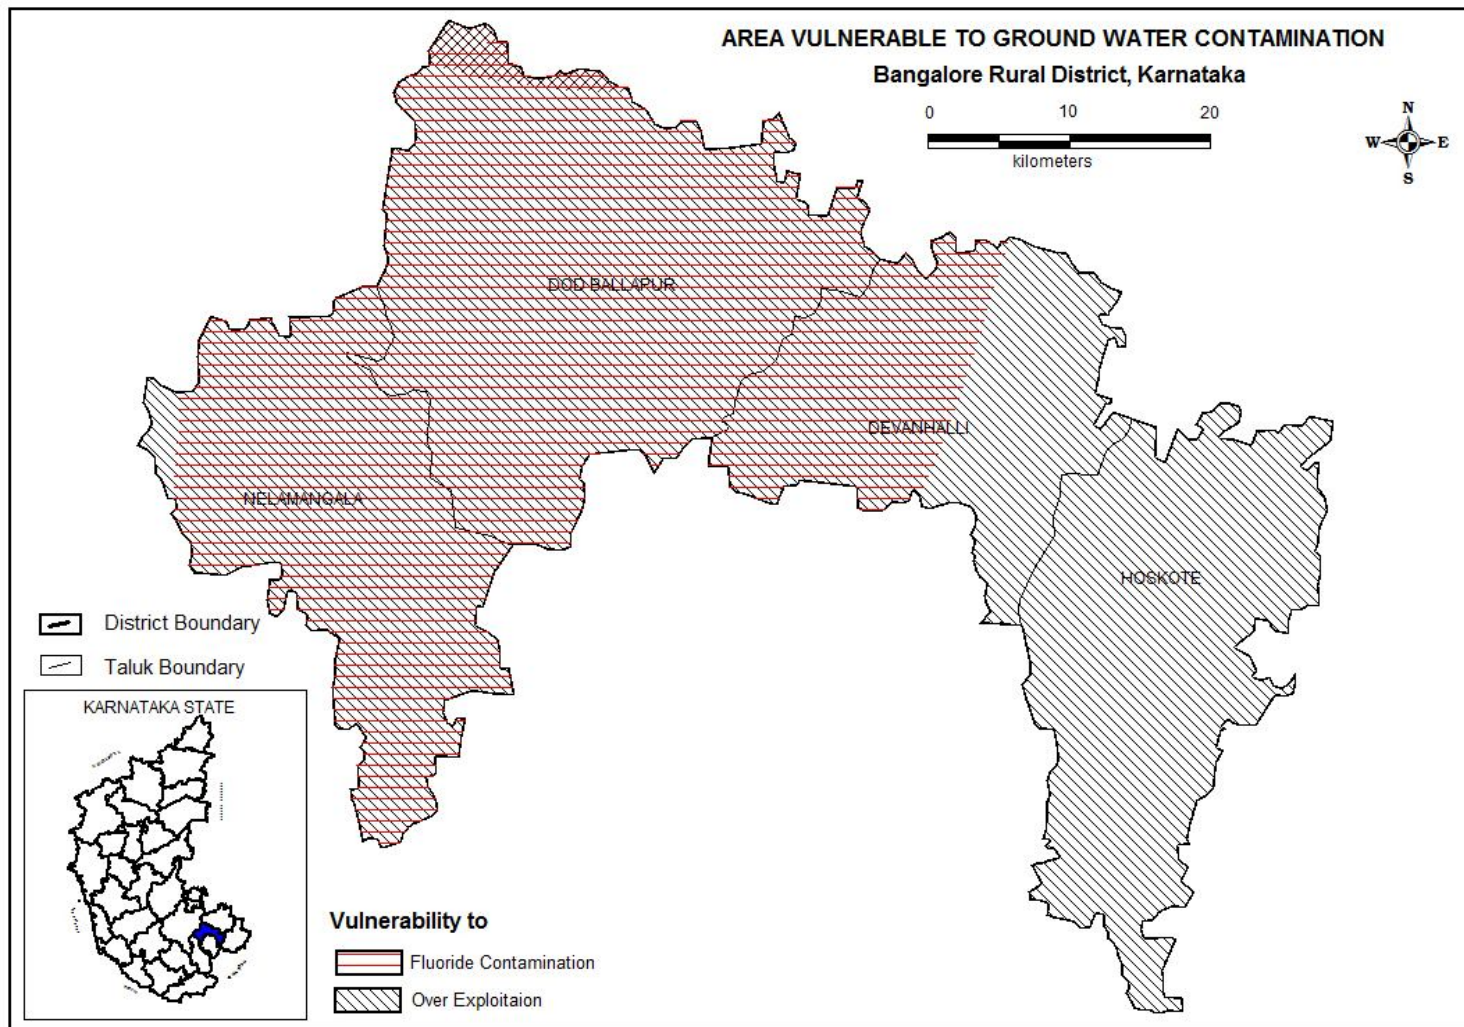 AREA VULNERABLE TO GROUND WATER CONTAMINATION
Bangalore Rural District, Karnataka
0 10 20
kilometers
N
W E
S
DOD BALLAPUR
DEVANHALLI
NELAMANGALA
HOSKOTE
District Boundary
Taluk Boundary
KARNATAKA STATE
Vulnerability to
Fluoride Contamination
Over Exploitaion